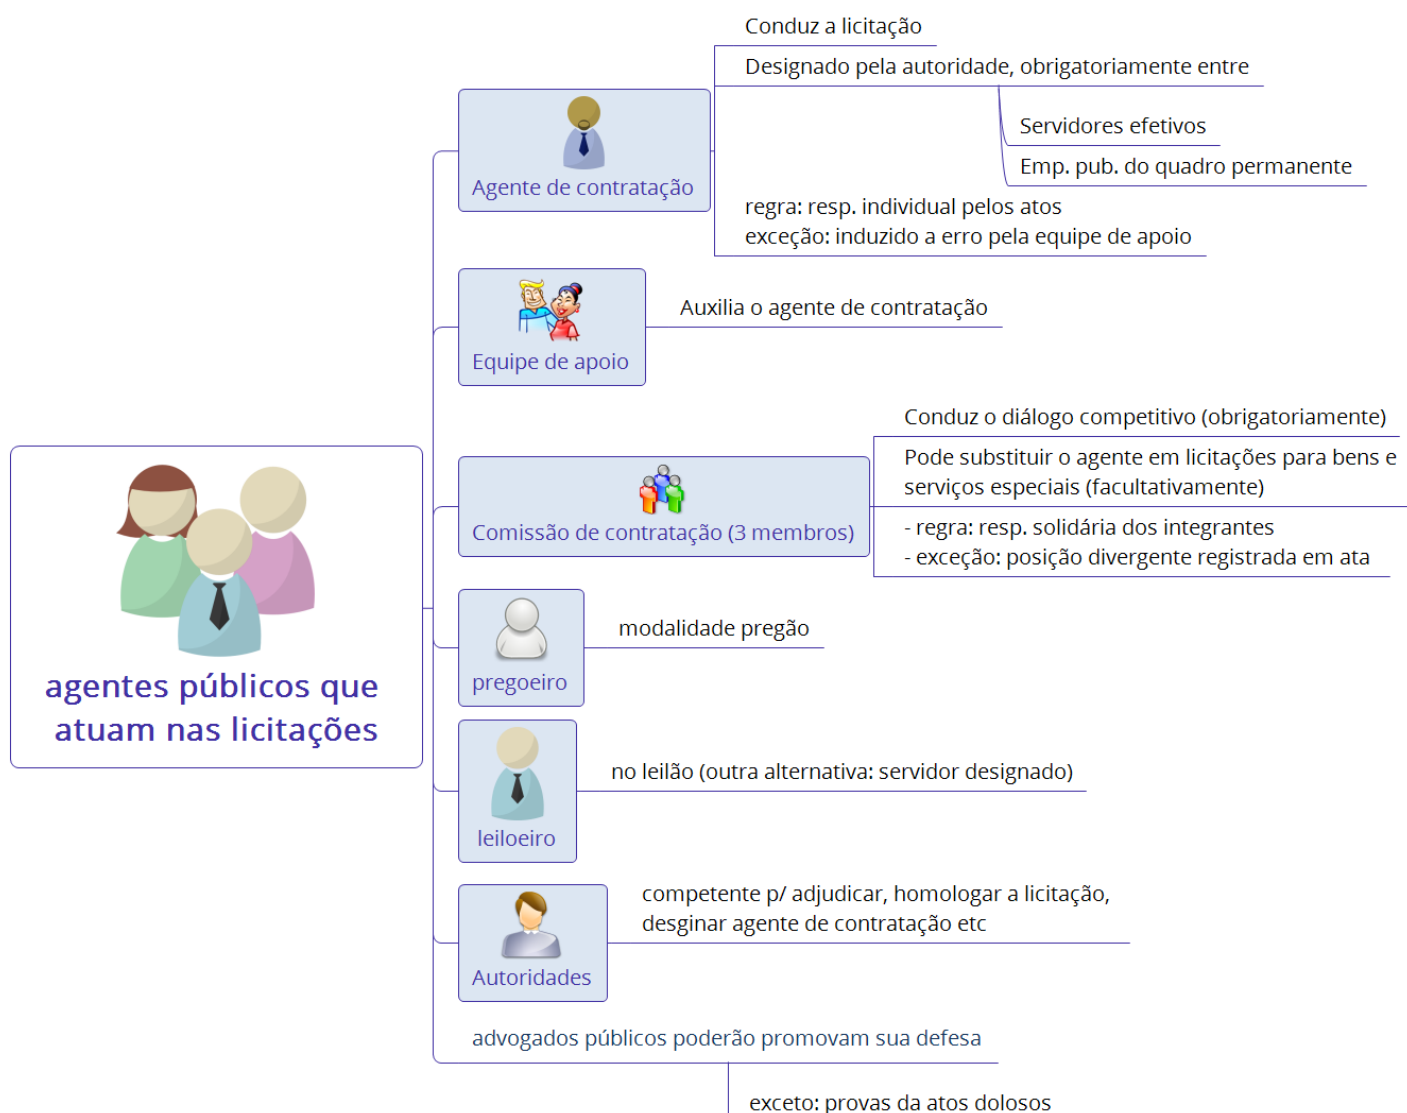 agentes públicos que
atuam nas licitações
Agente de contratação
Conduz a licitação
Designado pela autoridade, obrigatoriamente entre
Servidores efetivos
Emp. pub. do quadro permanente
regra: resp. individual pelos atos
exceção: induzido a erro pela equipe de apoio
Equipe de apoio
Auxilia o agente de contratação
Comissão de contratação (3 membros)
Conduz o diálogo competitivo (obrigatoriamente)
Pode substituir o agente em licitações para bens e
serviços especiais (facultativamente)
- regra: resp. solidária dos integrantes
- exceção: posição divergente registrada em ata
pregoeiro
modalidade pregão
leiloeiro
no leilão (outra alternativa: servidor designado)
Autoridades
competente p/ adjudicar, homologar a licitação,
desginar agente de contratação etc
advogados públicos poderão promovam sua defesa
exceto: provas da atos dolosos